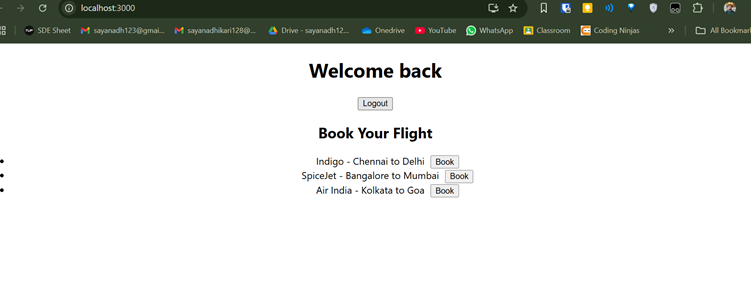 localhost:3000
SDE Sheet sayanadh123@gmai... sayanadhikari128@... Drive - sayanadh12... Onedrive YouTube WhatsApp Classroom Coding Ninjas » All Bookmar
Welcome back
Logout
Book Your Flight
Indigo - Chennai to Delhi Book
SpiceJet - Bangalore to Mumbai Book
Air India - Kolkata to Goa Book